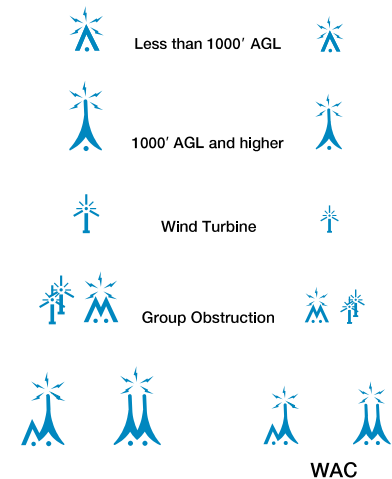 Less than 1000′ AGL
1000′ AGL and higher
Wind Turbine
Group Obstruction
WAC